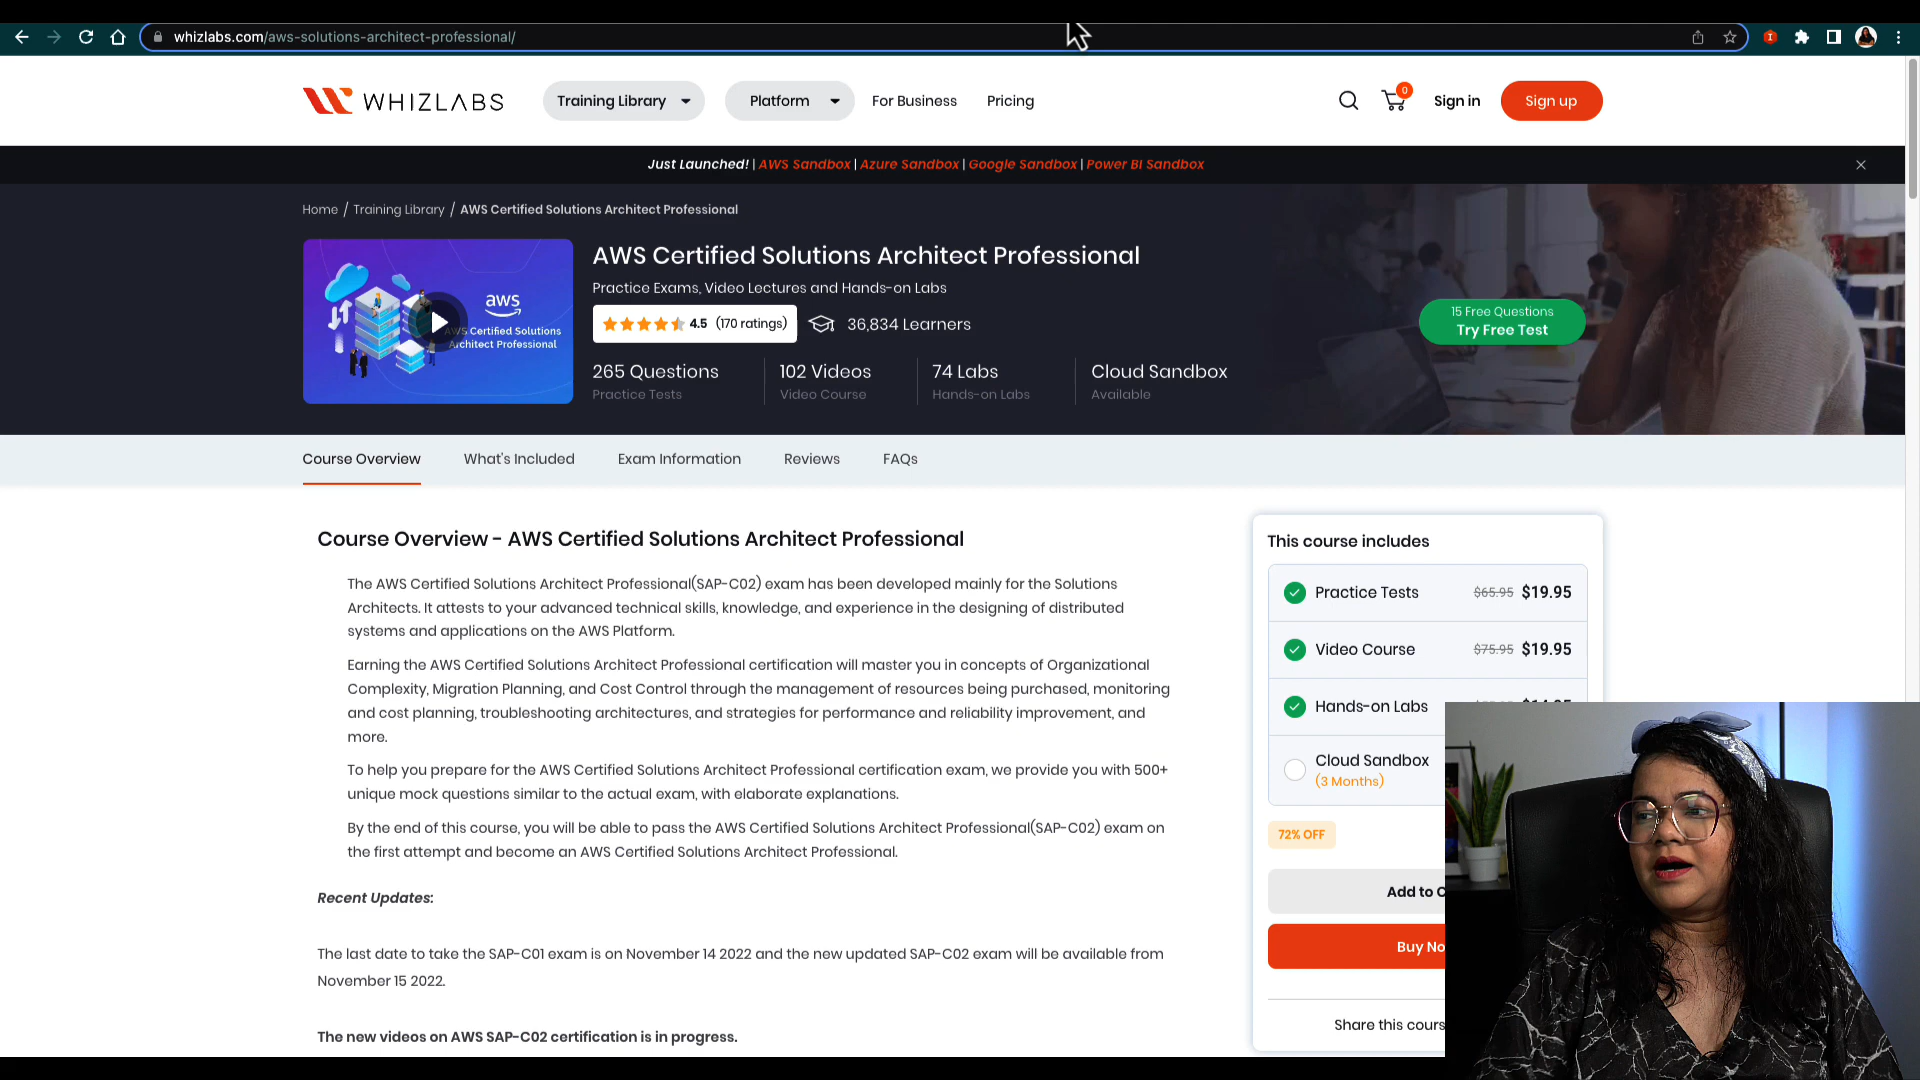 whizlabs.com/aws-solutions-architect-professional/
WHIZLABS
Training Library
Platform
For Business
Pricing
0
Sign in
Sign up
Just Launched! | AWS Sandbox | Azure Sandbox | Google Sandbox | Power BI Sandbox
Home / Training Library / AWS Certified Solutions Architect Professional
aws
AWS Certified Solutions
Architect Professional
AWS Certified Solutions Architect Professional
Practice Exams, Video Lectures and Hands-on Labs
4.5 (170 ratings)
36,834 Learners
265 Questions
Practice Tests
102 Videos
Video Course
74 Labs
Hands-on Labs
Cloud Sandbox
Available
15 Free Questions
Try Free Test
Course Overview
What's Included
Exam Information
Reviews
FAQs
Course Overview - AWS Certified Solutions Architect Professional
The AWS Certified Solutions Architect Professional(SAP-C02) exam has been developed mainly for the Solutions
Architects. It attests to your advanced technical skills, knowledge, and experience in the designing of distributed
systems and applications on the AWS Platform.
Earning the AWS Certified Solutions Architect Professional certification will master you in concepts of Organizational
Complexity, Migration Planning, and Cost Control through the management of resources being purchased, monitoring
and cost planning, troubleshooting architectures, and strategies for performance and reliability improvement, and
more.
To help you prepare for the AWS Certified Solutions Architect Professional certification exam, we provide you with 500+
unique mock questions similar to the actual exam, with elaborate explanations.
By the end of this course, you will be able to pass the AWS Certified Solutions Architect Professional(SAP-C02) exam on
the first attempt and become an AWS Certified Solutions Architect Professional.
Recent Updates:
The last date to take the SAP-C01 exam is on November 14 2022 and the new updated SAP-C02 exam will be available from
November 15 2022.
The new videos on AWS SAP-C02 certification is in progress.
This course includes
Practice Tests $65.95 $19.95
Video Course $75.95 $19.95
Hands-on Labs
Cloud Sandbox
(3 Months)
72% OFF
Add to C
Buy No
Share this cours